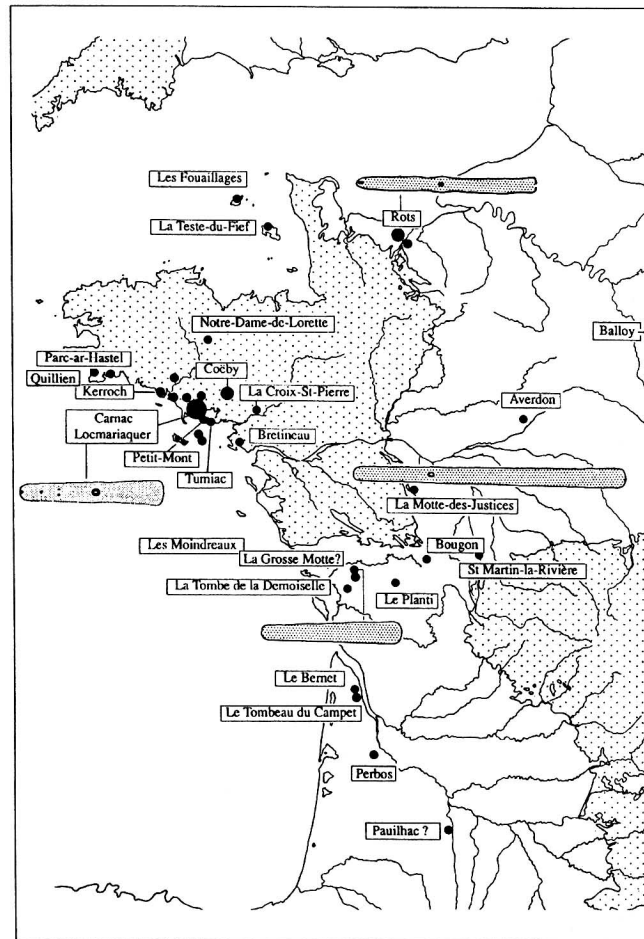 Les Fouaillages
La Teste-du-Fief
Rots
Notre-Dame-de-Lorette
Balloy
Parc-ar-Hastel
Coëby
Quillien
Kerroch
La Croix-St-Pierre
Averdon
Carnac
Locmariaquer
Bretineau
Petit-Mont
Tumiac
La Motte-des-Justices
Les Moindreaux
Bougon
La Grosse Motte?
St Martin-la-Rivière
La Tombe de la Demoiselle
Le Planti
Le Bernet
Le Tombeau du Campet
Perbos
Pauilhac ?